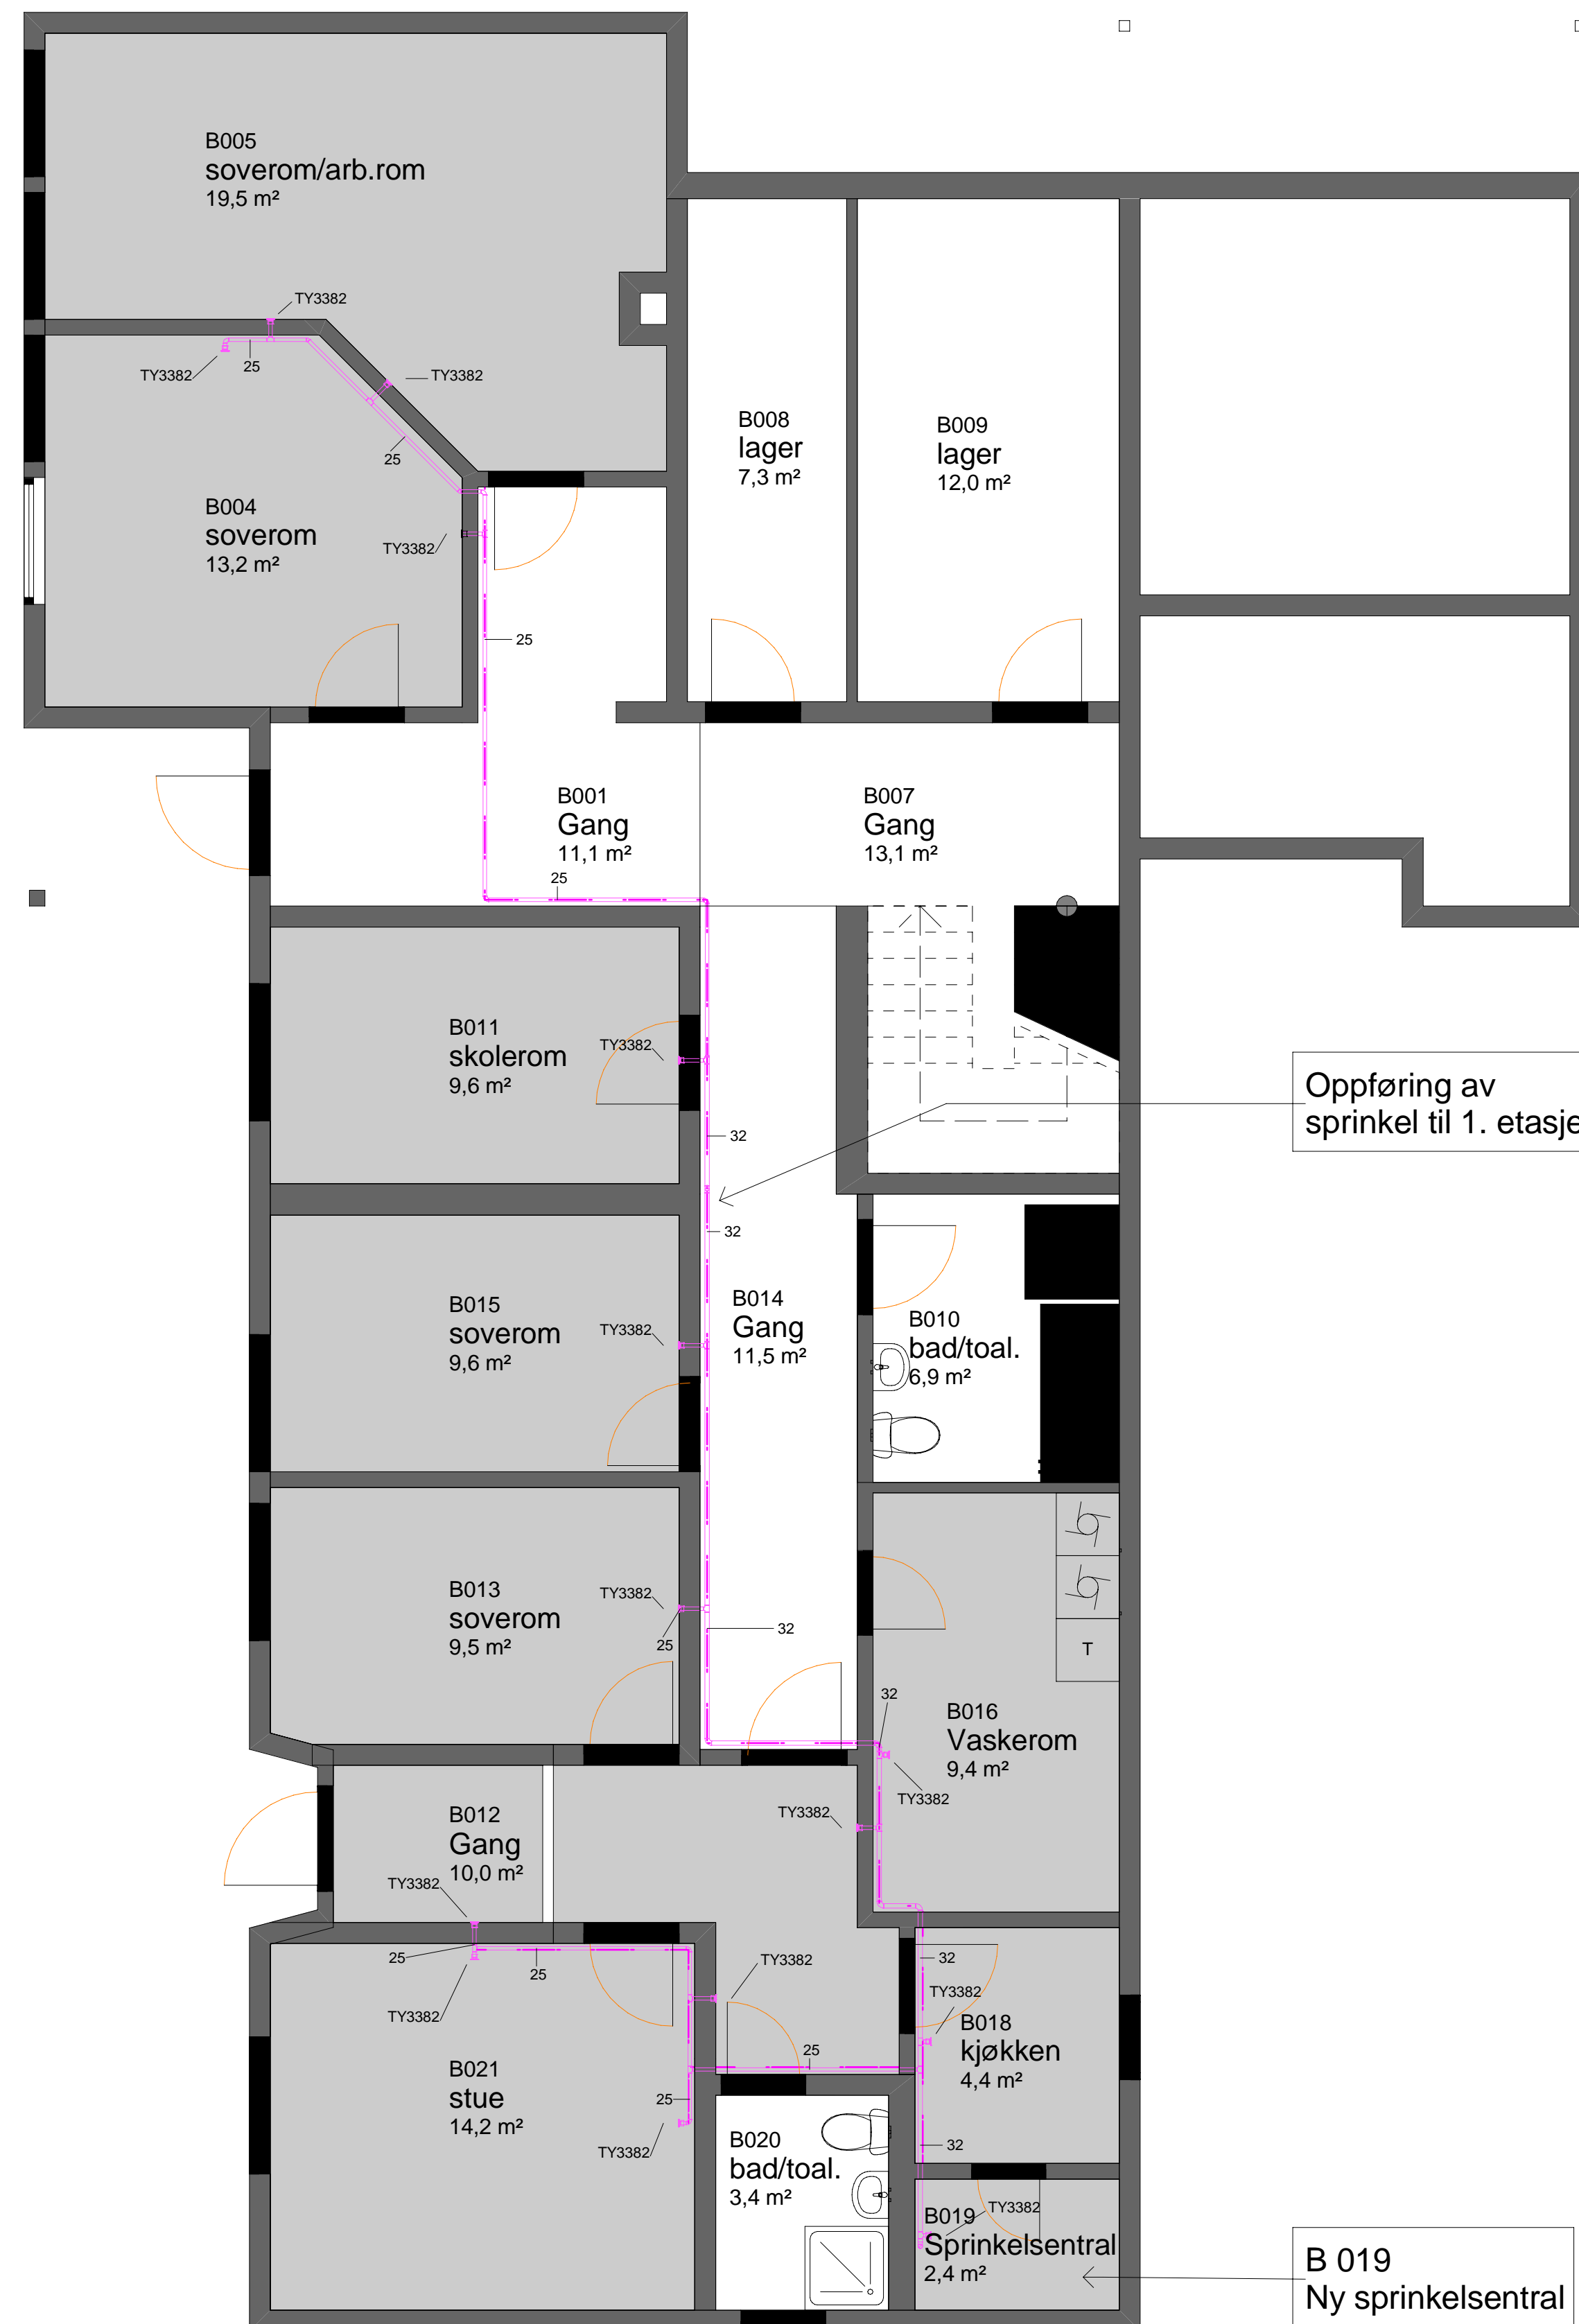 B005
soverom/arb.rom
19,5 m²
TY3382
TY3382
25
TY3382
25
B004
soverom
13,2 m²
TY3382
25
B008
lager
7,3 m²
B009
lager
12,0 m²
B001
Gang
11,1 m²
25
B007
Gang
13,1 m²
B011
skolerom
9,6 m²
TY3382
32
Oppføring av
sprinkel til 1. etasje
32
B015
soverom
9,6 m²
TY3382
B014
Gang
11,5 m²
B010
bad/toal.
6,9 m²
B013
soverom
9,5 m²
TY3382
25
32
T
32
B016
Vaskerom
9,4 m²
TY3382
TY3382
B012
Gang
10,0 m²
TY3382
25
25
TY3382
TY3382
32
TY3382
B018
kjøkken
4,4 m²
25
B021
stue
14,2 m²
25
TY3382
B020
bad/toal.
3,4 m²
32
TY3382
B019
Sprinkelsentral
2,4 m²
B 019
Ny sprinkelsentral